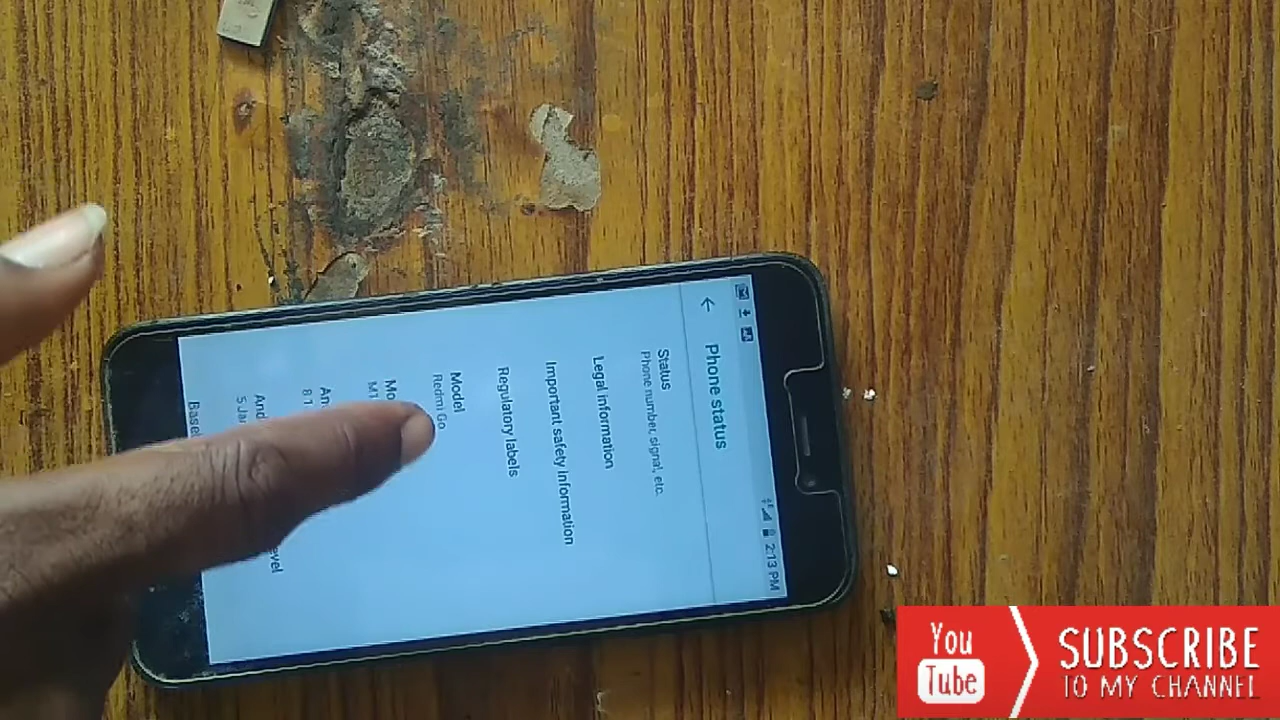 2:13 PM
Phone status
Status
Phone number, signal, etc.
Legal information
Important safety information
Regulatory labels
Model
Redmi Go
You
Tube
SUBSCRIBE
TO MY CHANNEL